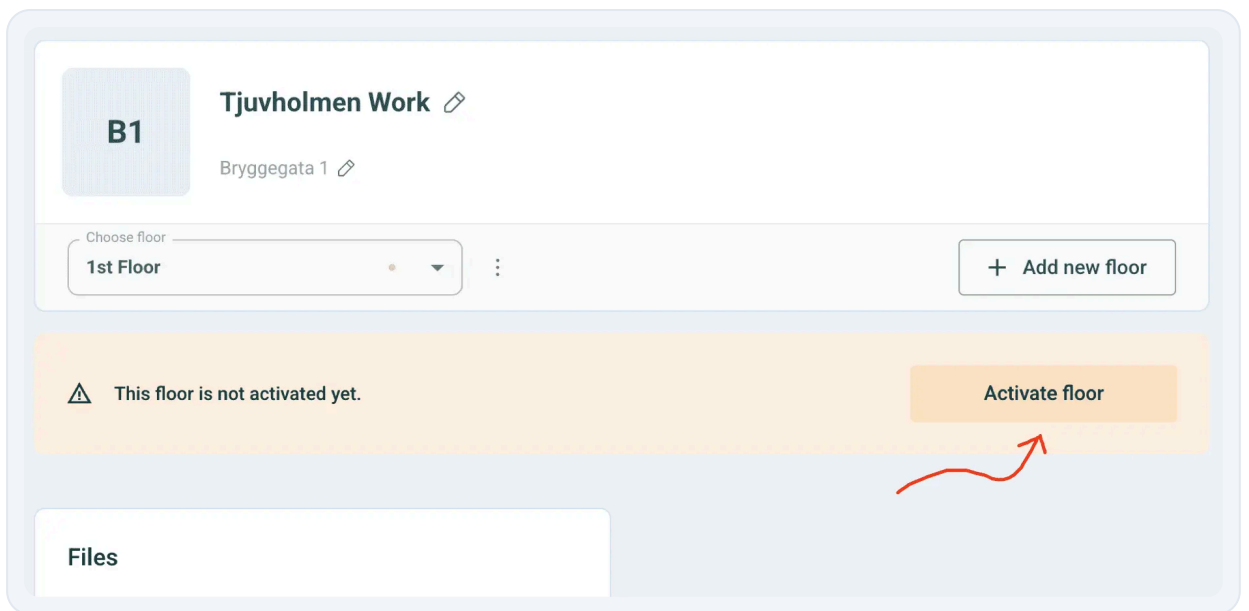 B1
Tjuvholmen Work
Bryggegata 1
Choose floor
1st Floor
+ Add new floor
This floor is not activated yet.
Activate floor
Files